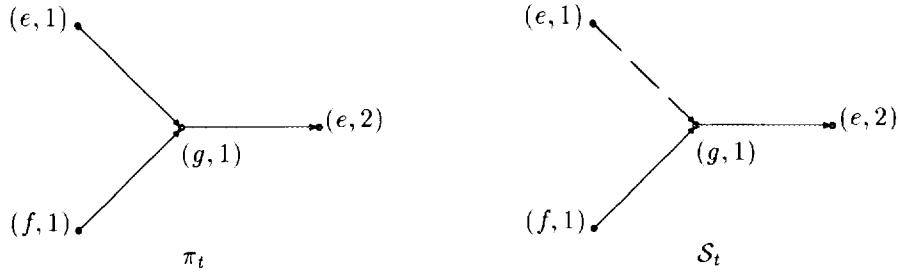 (e, 1)
(e, 2)
(g, 1)
(f, 1)
π_t
(e, 1)
(e, 2)
(g, 1)
(f, 1)
𝒮_t